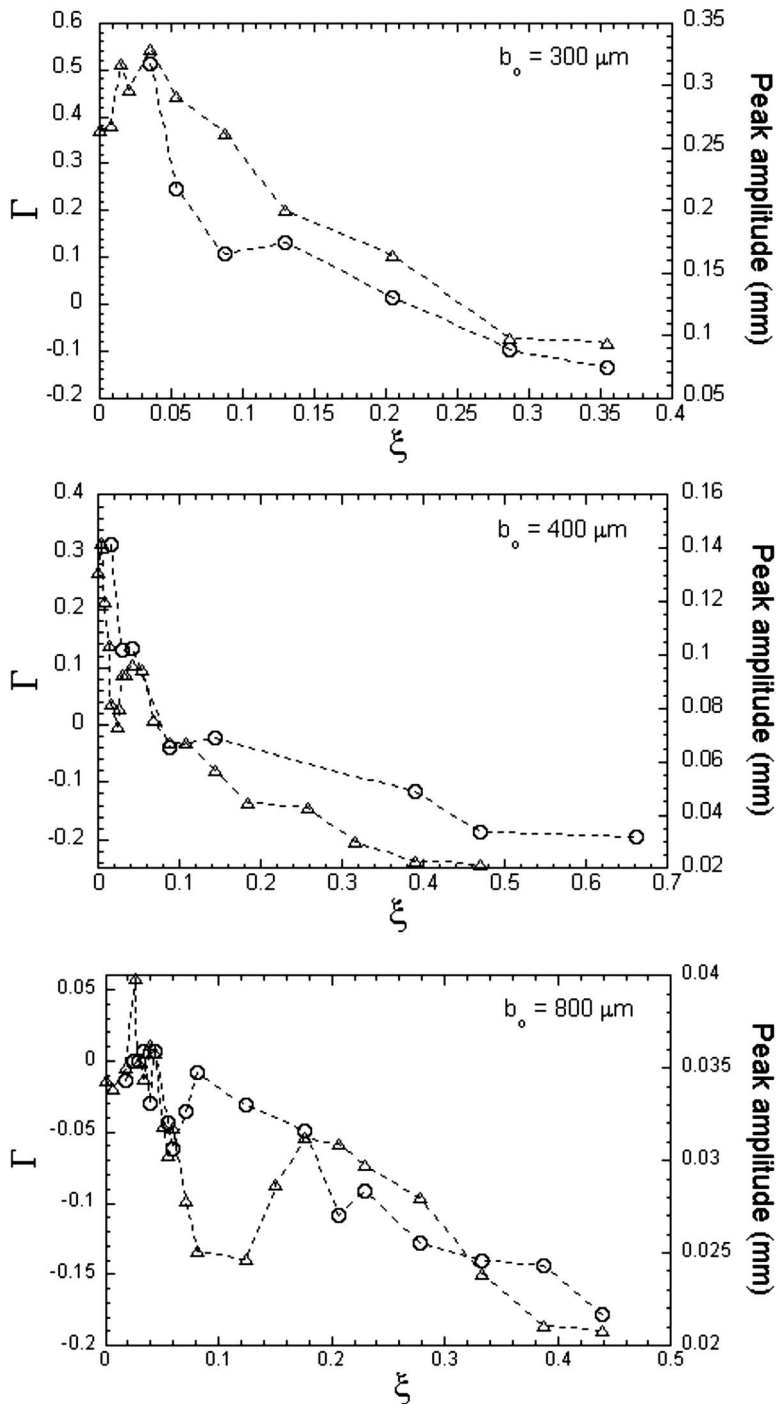 b₀ = 300 μm
Γ
0.6
0.5
0.4
0.3
0.2
0.1
0
-0.1
-0.2
0 0.05 0.1 0.15 0.2 0.25 0.3 0.35 0.4
ξ
0.35
0.3
0.25
0.2
0.15
0.1
0.05
Peak amplitude (mm)
b₀ = 400 μm
Γ
0.4
0.3
0.2
0.1
0
-0.1
-0.2
0 0.1 0.2 0.3 0.4 0.5 0.6 0.7
ξ
0.16
0.14
0.12
0.10
0.08
0.06
0.04
0.02
Peak amplitude (mm)
b₀ = 800 μm
Γ
0.05
0
-0.05
-0.1
-0.15
-0.2
0 0.1 0.2 0.3 0.4 0.5
ξ
0.04
0.035
0.03
0.025
0.02
Peak amplitude (mm)